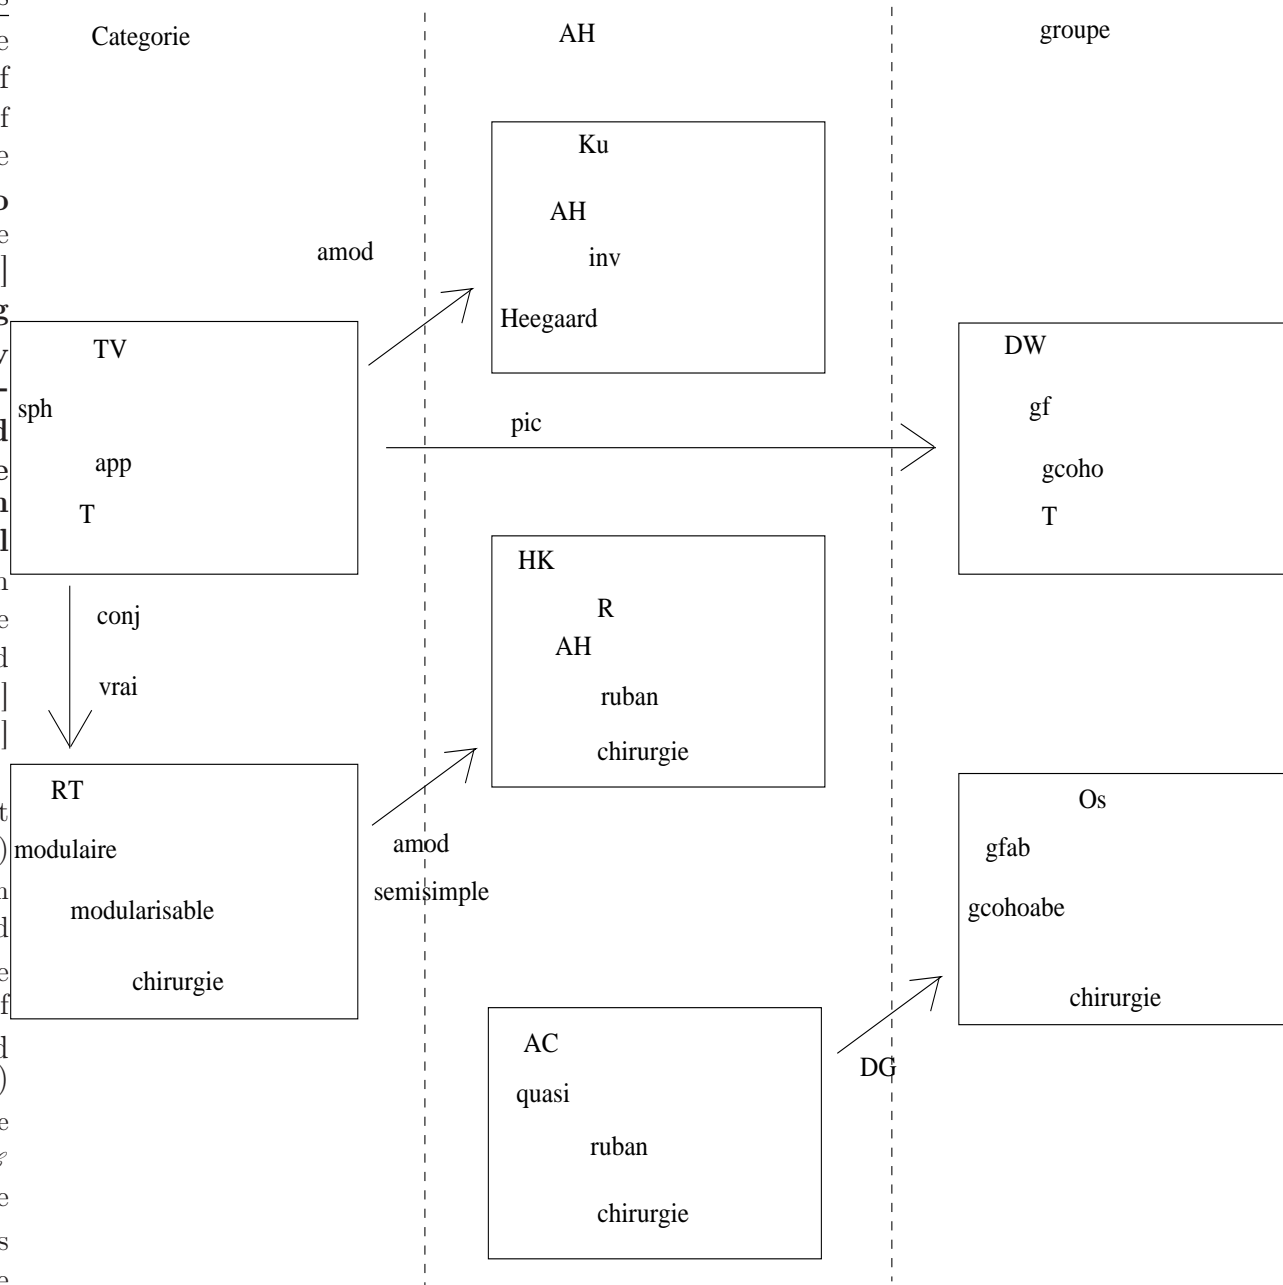 Categorie
AH
groupe
Ku
AH
inv
Heegaard
amod
TV
sph
app
T
pic
DW
gf
gcoho
T
conj
vrai
HK
R
AH
ruban
chirurgie
RT
modulaire
modularisable
chirurgie
amod
semisimple
Os
gfab
gcohoabe
chirurgie
AC
quasi
ruban
chirurgie
DG